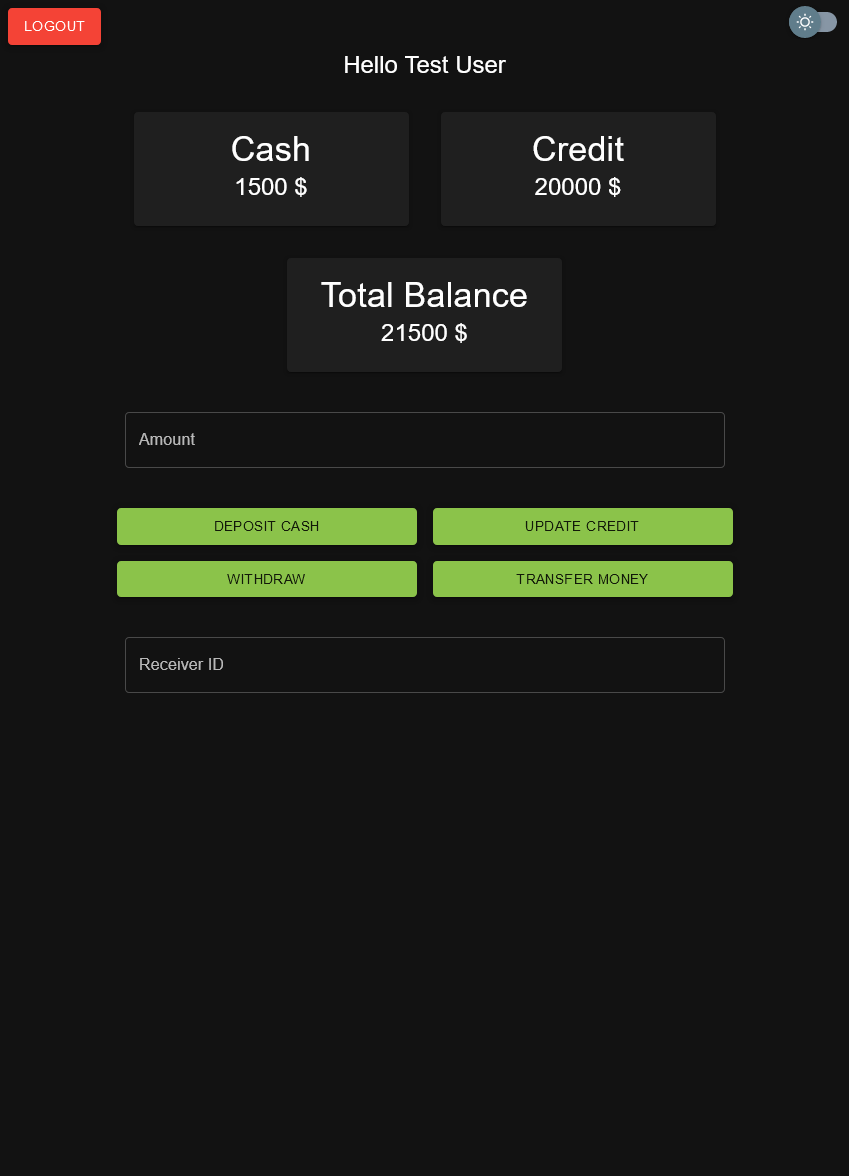 LOGOUT
Hello Test User
Cash
1500 $
Credit
20000 $
Total Balance
21500 $
Amount
DEPOSIT CASH
UPDATE CREDIT
WITHDRAW
TRANSFER MONEY
Receiver ID